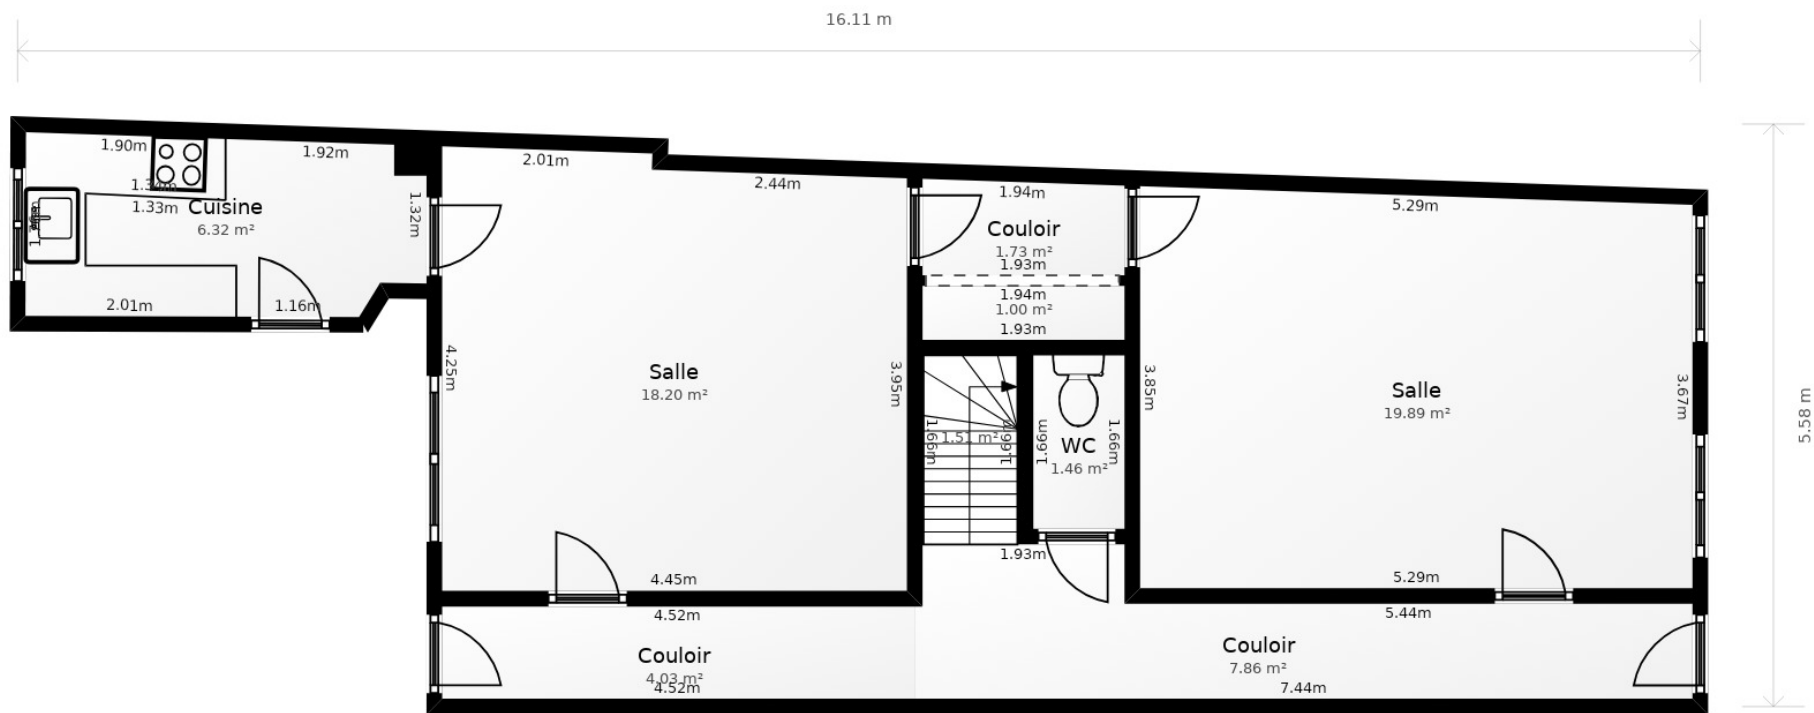 16.11 m
1.90m
1.92m
2.01m
2.44m
1.33m
Cuisine
6.32 m²
1.32m
1.94m
Couloir
1.73 m²
1.93m
1.94m
1.00 m²
1.93m
5.29m
2.01m
1.16m
4.25m
Salle
18.20 m²
3.95m
3.85m
Salle
19.89 m²
3.67m
5.58 m
1.66m
1.51 m²
1.66m
1.66m
WC
1.46 m²
1.66m
1.93m
4.45m
5.29m
4.52m
5.44m
Couloir
4.03 m²
4.52m
Couloir
7.86 m²
7.44m